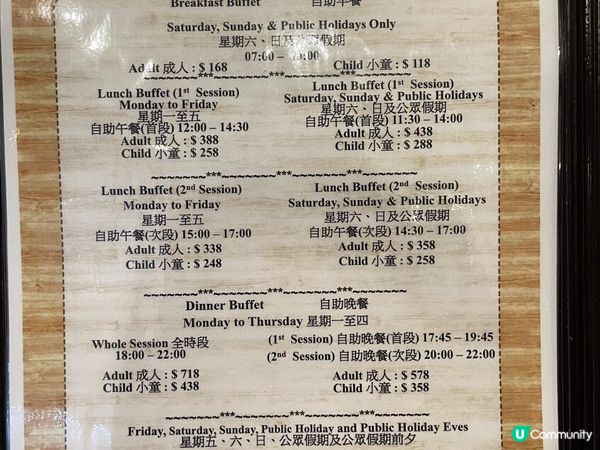 Breakfast Buffet 自助早餐
Saturday, Sunday & Public Holidays Only
星期六、日及公眾假期
07:00 – 10:00
Adult 成人 : $ 168 Child 小童 : $ 118
~~~~~~~~***~~~~~~~~***~~~~~~~~***~~~~~~~~
Lunch Buffet (1st Session)
Monday to Friday
星期一至五
自助午餐(首段) 12:00 – 14:30
Adult 成人 : $ 388
Child 小童 : $ 258
Lunch Buffet (1st Session)
Saturday, Sunday & Public Holidays
星期六、日及公眾假期
自助午餐(首段) 11:30 – 14:00
Adult 成人 : $ 438
Child 小童 : $ 288
~~~~~~~~***~~~~~~~~***~~~~~~~~***~~~~~~~~
Lunch Buffet (2nd Session)
Monday to Friday
星期一至五
自助午餐(次段) 15:00 – 17:00
Adult 成人 : $ 338
Child 小童 : $ 248
Lunch Buffet (2nd Session)
Saturday, Sunday & Public Holidays
星期六、日及公眾假期
自助午餐(次段) 14:30 – 17:00
Adult 成人 : $ 358
Child 小童 : $ 258
~~~~~~~~***~~~~~~~~***~~~~~~~~***~~~~~~~~
Dinner Buffet 自助晚餐
Monday to Thursday 星期一至四
Whole Session 全時段
18:00 – 22:00
Adult 成人 : $ 718
Child 小童 : $ 438
(1st Session) 自助晚餐(首段) 17:45 – 19:45
(2nd Session) 自助晚餐(次段) 20:00 – 22:00
Adult 成人 : $ 578
Child 小童 : $ 358
~~~~~~~~***~~~~~~~~***~~~~~~~~***~~~~~~~~
Friday, Saturday, Sunday, Public Holiday and Public Holiday Eves
星期五、六、日、公眾假期及公眾假期前夕
U Community